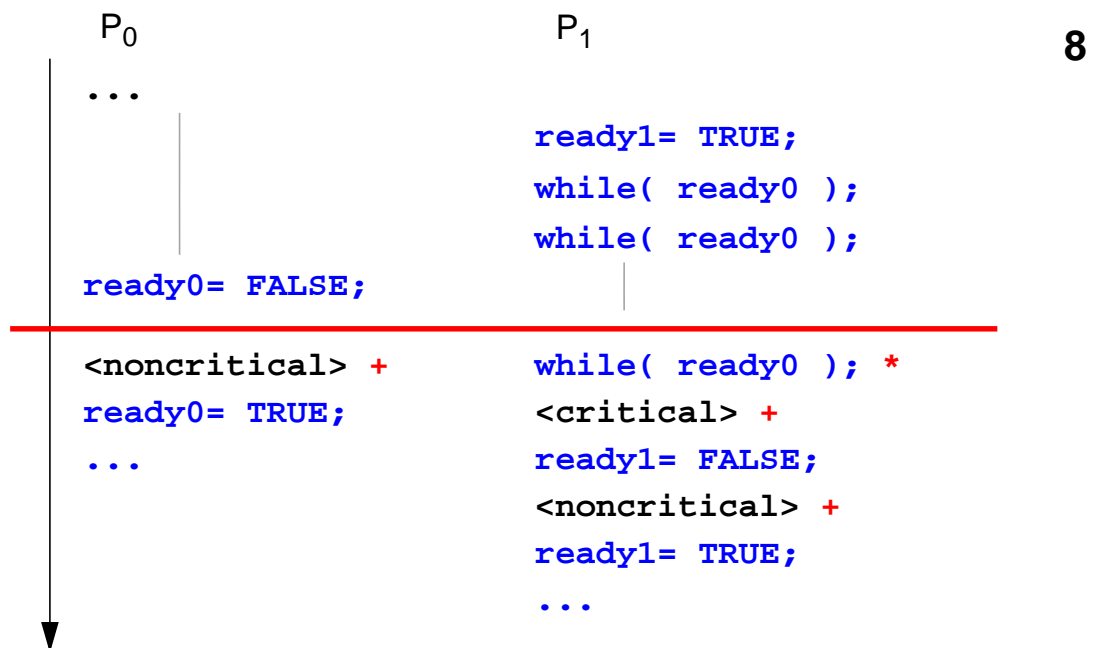 P0 P1
8
...
ready1= TRUE;
while( ready0 );
while( ready0 );
ready0= FALSE;
<noncritical> + while( ready0 ); *
ready0= TRUE; <critical> +
... ready1= FALSE;
<noncritical> +
ready1= TRUE;
...